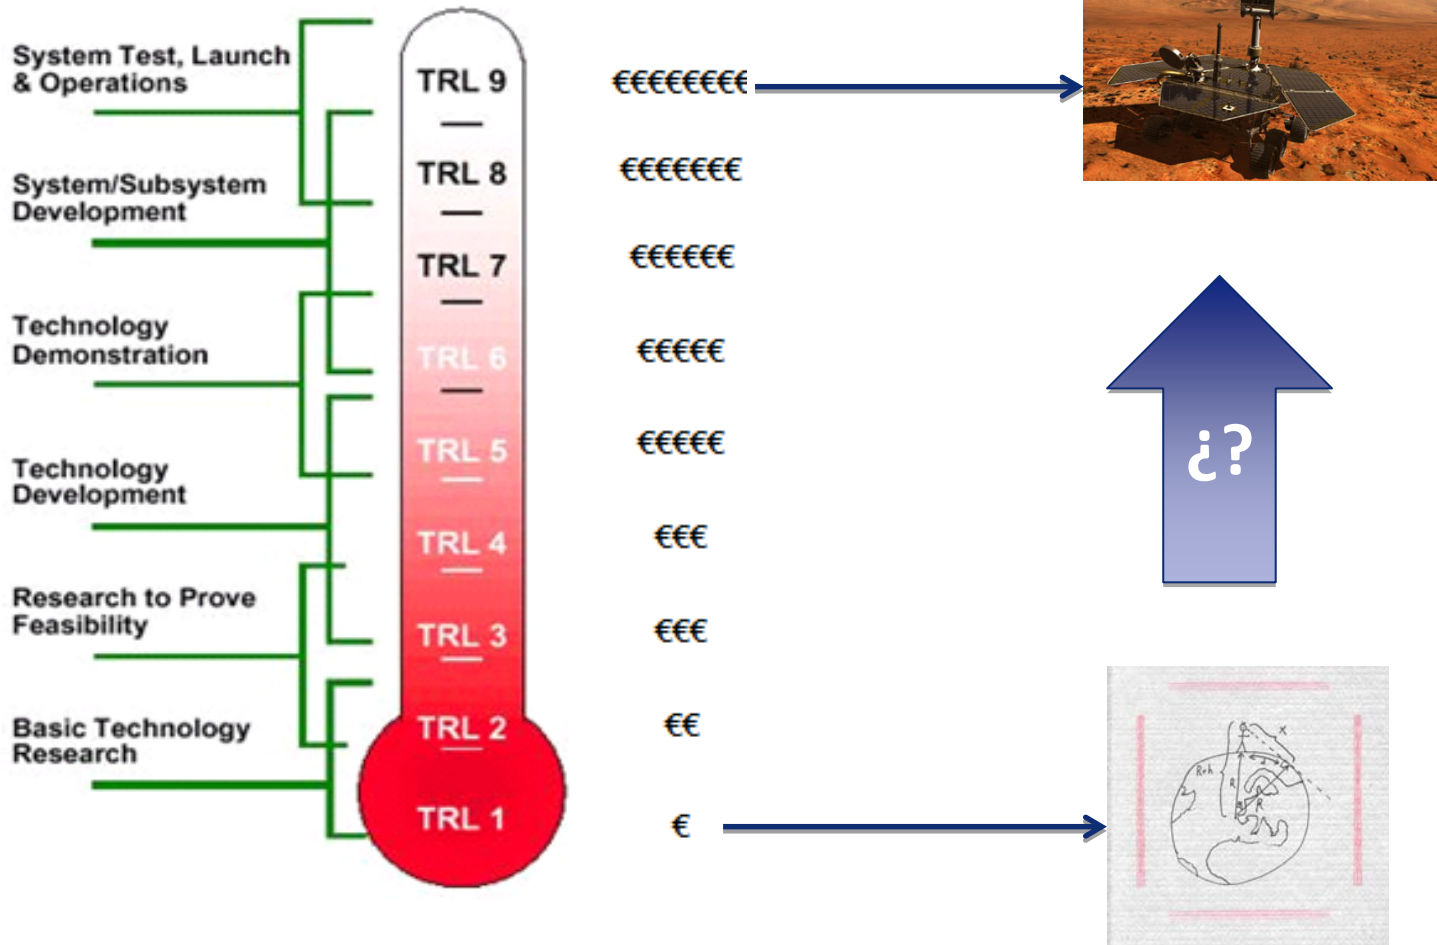 System Test, Launch
& Operations
System/Subsystem
Development
Technology
Demonstration
Technology
Development
Research to Prove
Feasibility
Basic Technology
Research
TRL 9
TRL 8
TRL 7
TRL 6
TRL 5
TRL 4
TRL 3
TRL 2
TRL 1
€€€€€€€€
€€€€€€€
€€€€€€
€€€€€
€€€€€
€€€
€€€
€€
€
¿?
x
R+h
R
R